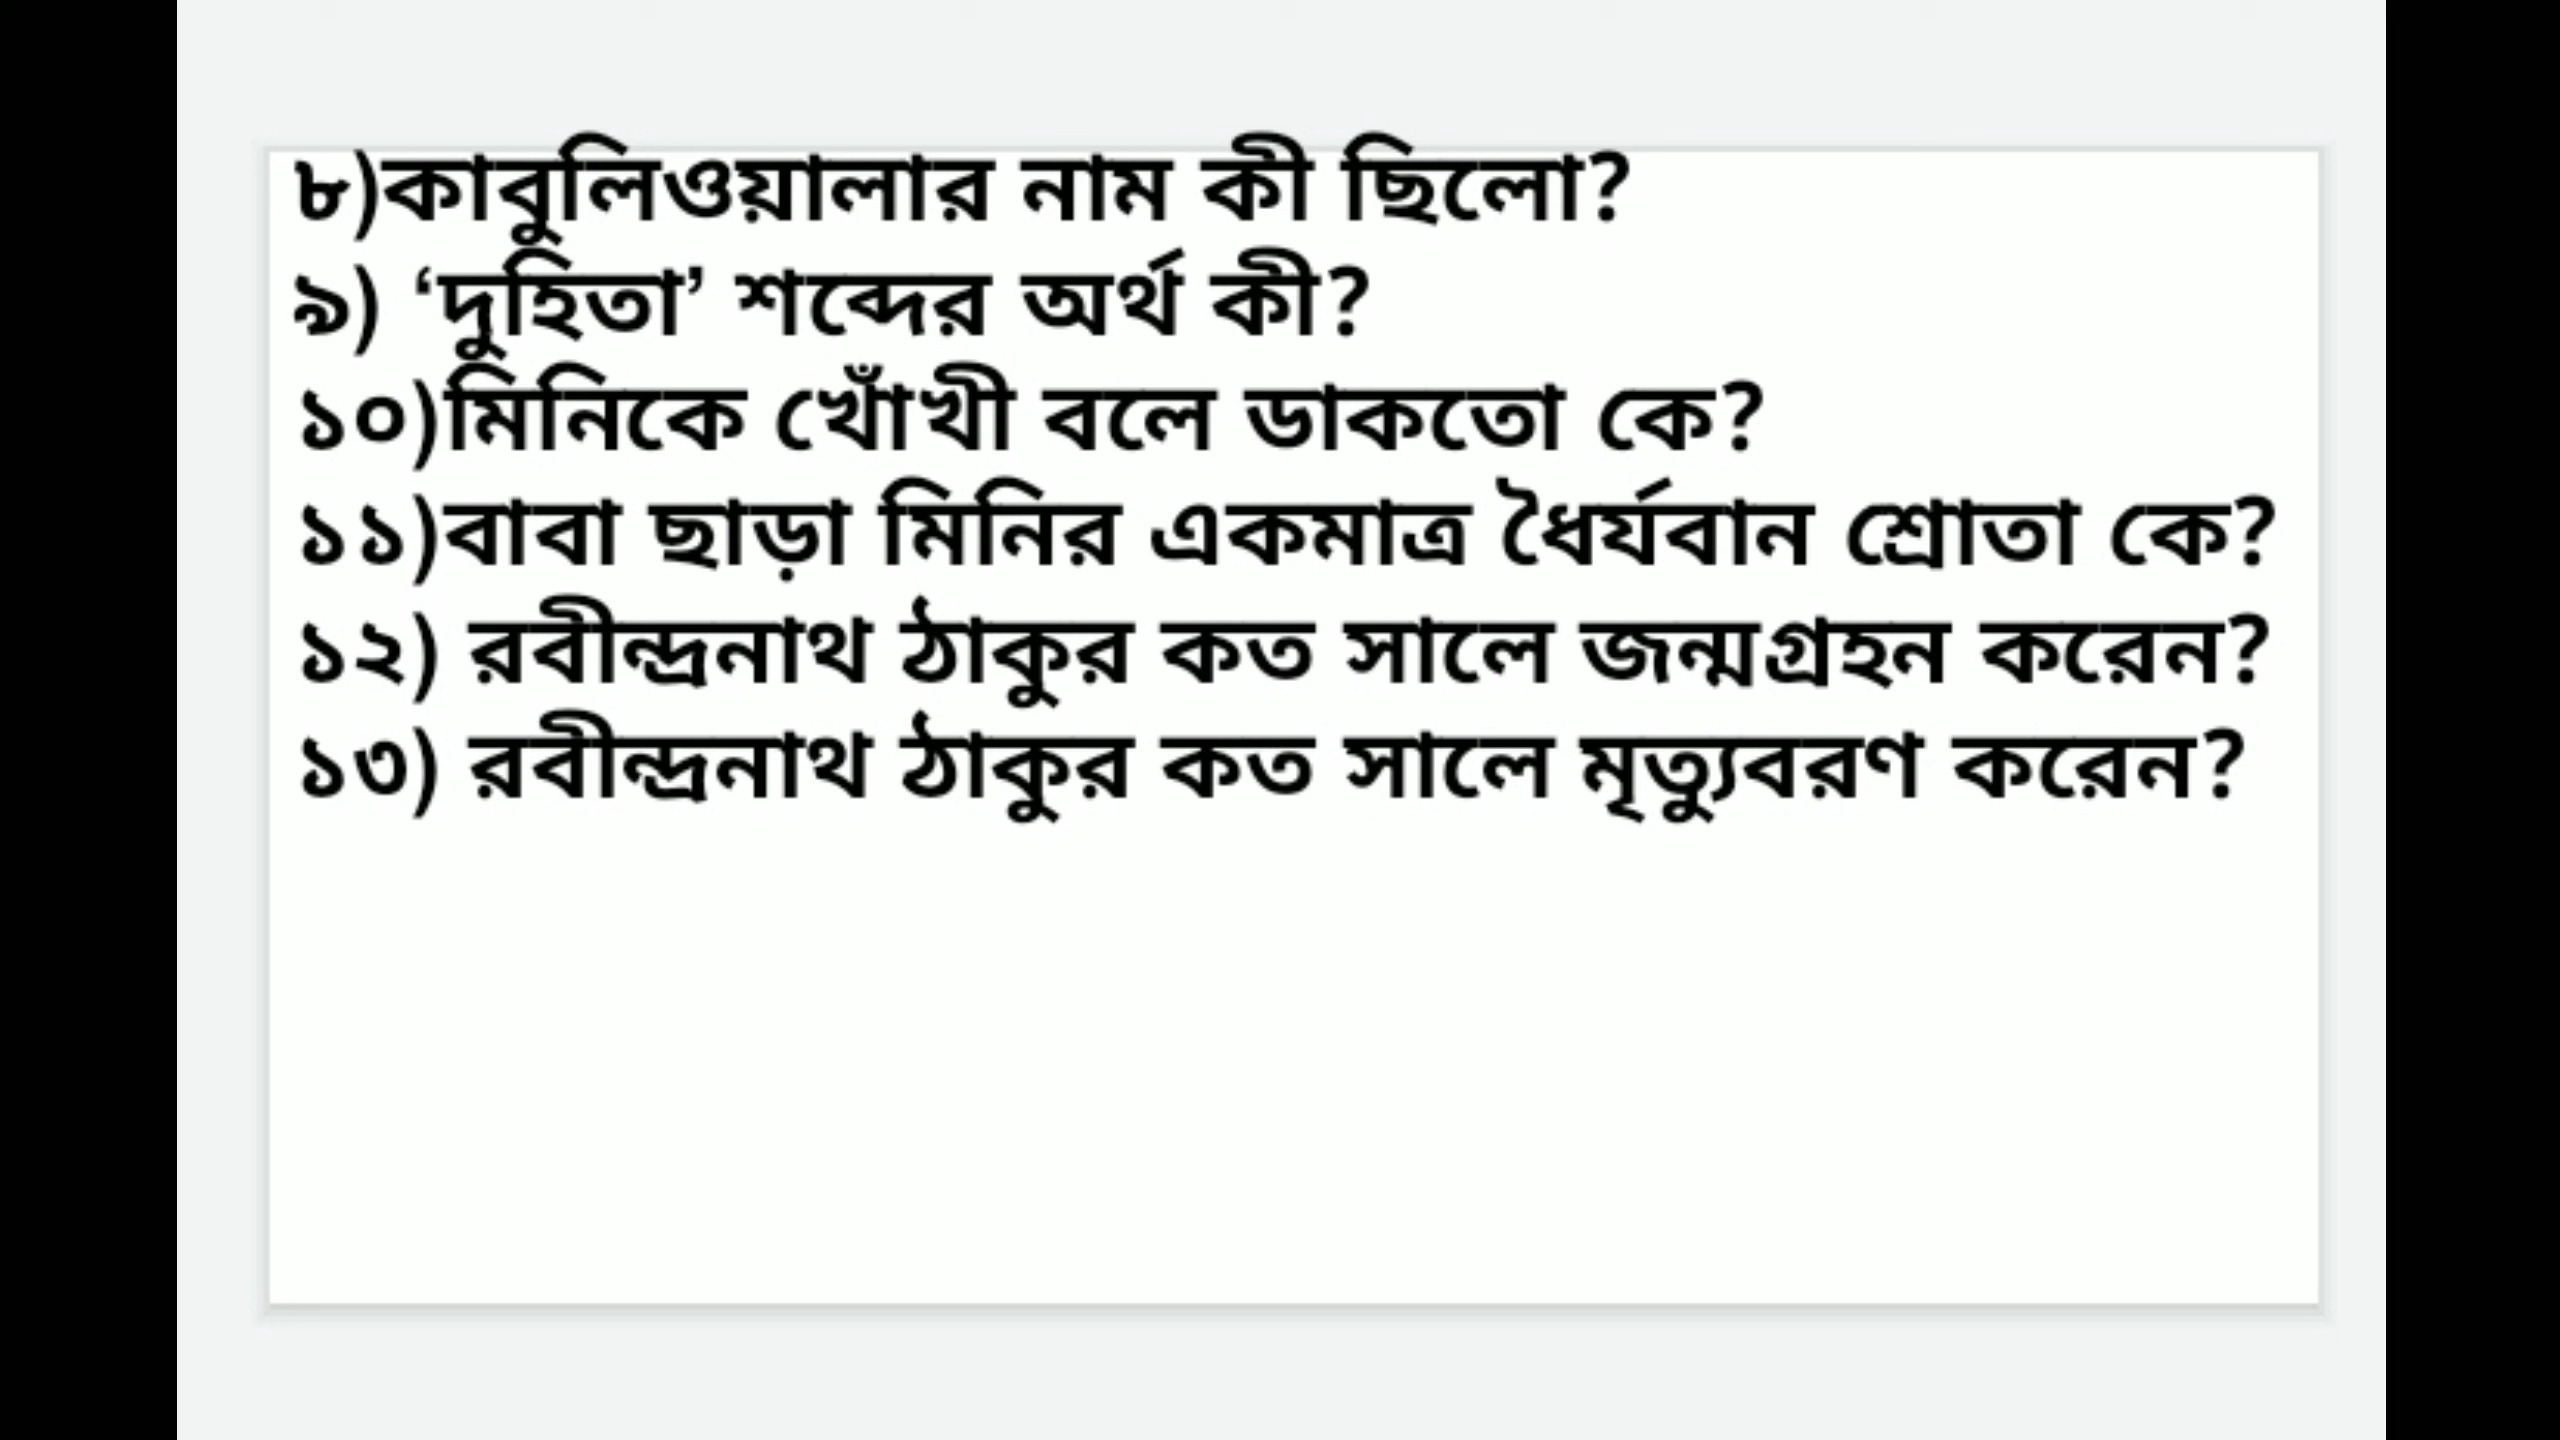 ৮)কাবুলিওয়ালার নাম কী ছিলো?
৯) ‘দুহিতা’ শব্দের অর্থ কী?
১০)মিনিকে খোঁখী বলে ডাকতো কে?
১১)বাবা ছাড়া মিনির একমাত্র ধৈর্যবান শ্রোতা কে?
১২) রবীন্দ্রনাথ ঠাকুর কত সালে জন্মগ্রহন করেন?
১৩) রবীন্দ্রনাথ ঠাকুর কত সালে মৃত্যুবরণ করেন?